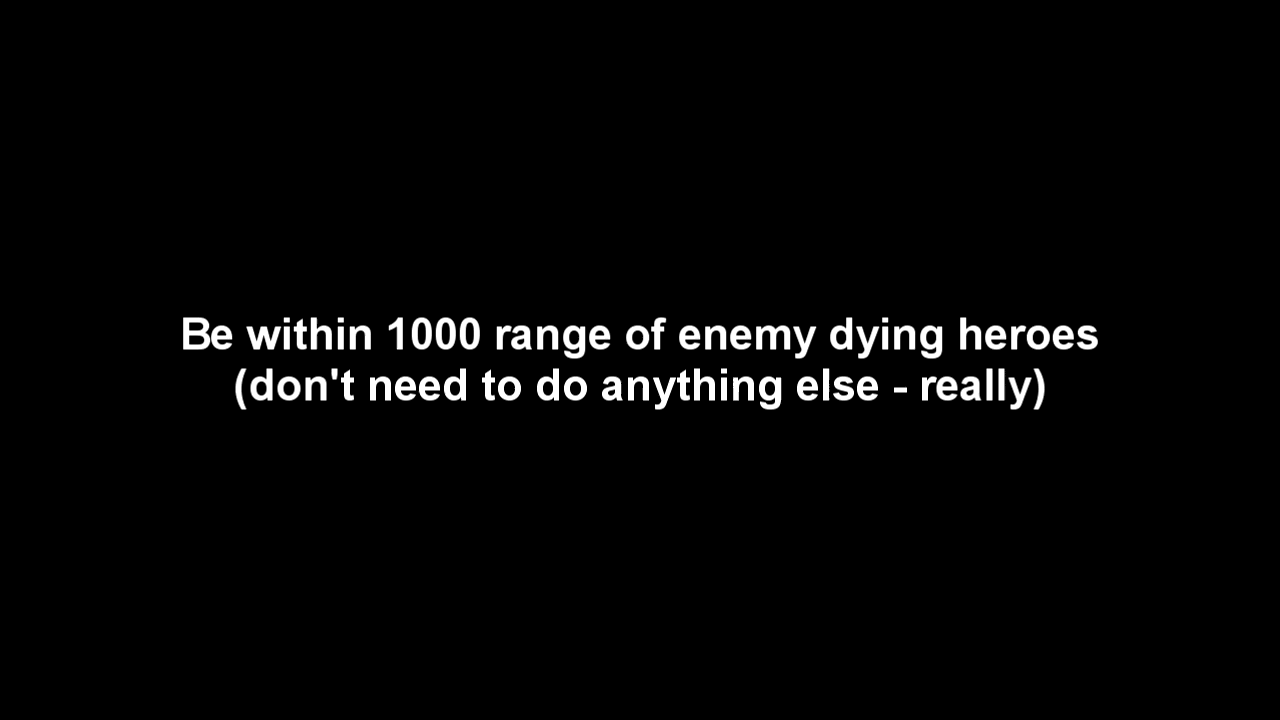 Be within 1000 range of enemy dying heroes
(don't need to do anything else - really)